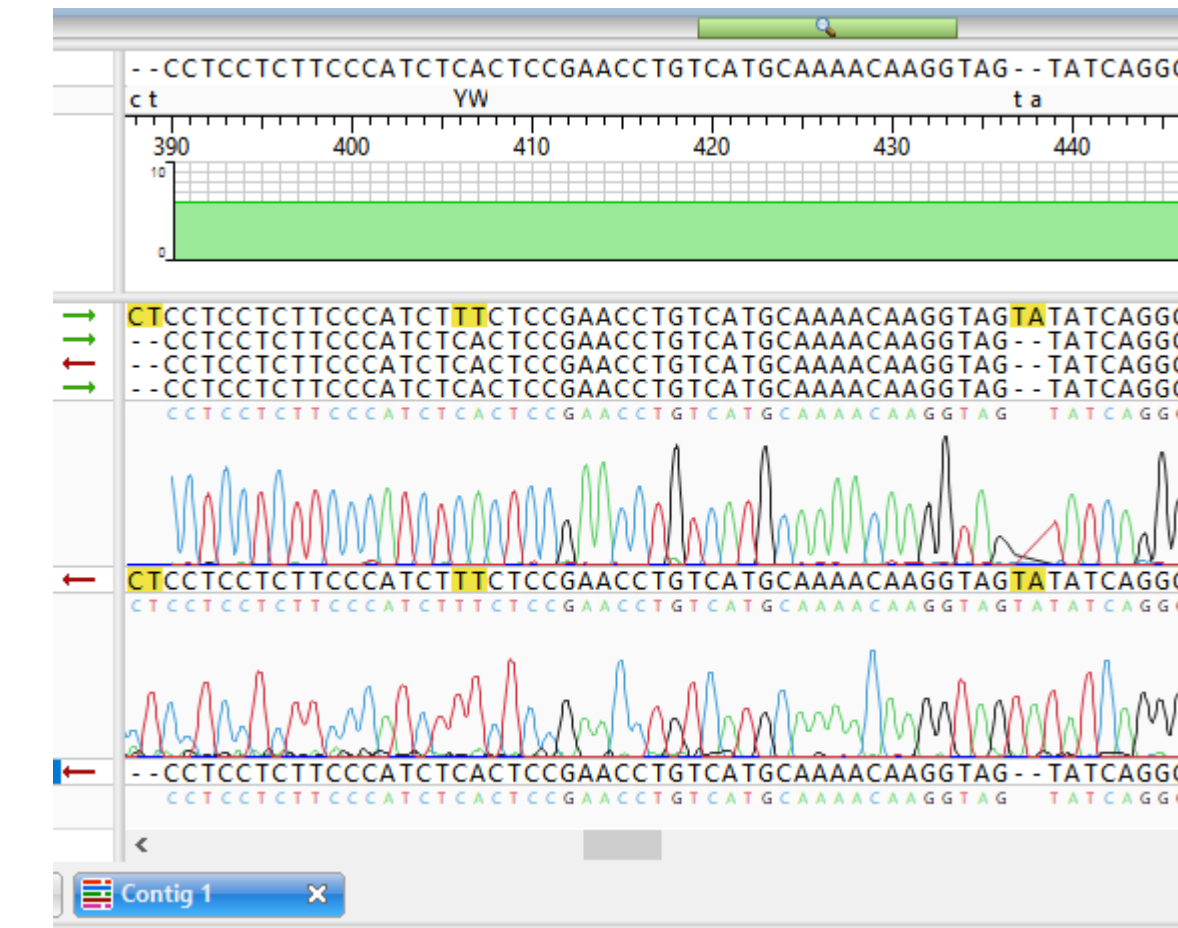 --CCTCCTCTTCCCATCTCACTCCGAACCTGTCATGCAAAACAAGGTAG--TATCAGG
ct YW ta
390 400 410 420 430 440
10
0
CTCCTCCTCTTCCCATCTTTCTCCGAACCTGTCATGCAAAACAAGGTAGTATATCAGG
--CCTCCTCTTCCCATCTCACTCCGAACCTGTCATGCAAAACAAGGTAG--TATCAGG
--CCTCCTCTTCCCATCTCACTCCGAACCTGTCATGCAAAACAAGGTAG--TATCAGG
--CCTCCTCTTCCCATCTCACTCCGAACCTGTCATGCAAAACAAGGTAG--TATCAGG
CCTCCTCTTCCCATCTCACTCCGAACCTGTCATGCAAAACAAGGTAG TATCAGG
CTCCTCCTCTTCCCATCTTTCTCCGAACCTGTCATGCAAAACAAGGTAGTATATCAGG
CTCCTCCTCTTCCCATCTTTCTCCGAACCTGTCATGCAAAACAAGGTAGTATATCAGG
--CCTCCTCTTCCCATCTCACTCCGAACCTGTCATGCAAAACAAGGTAG--TATCAGG
CCTCCTCTTCCCATCTCACTCCGAACCTGTCATGCAAAACAAGGTAG TATCAGG
Contig 1